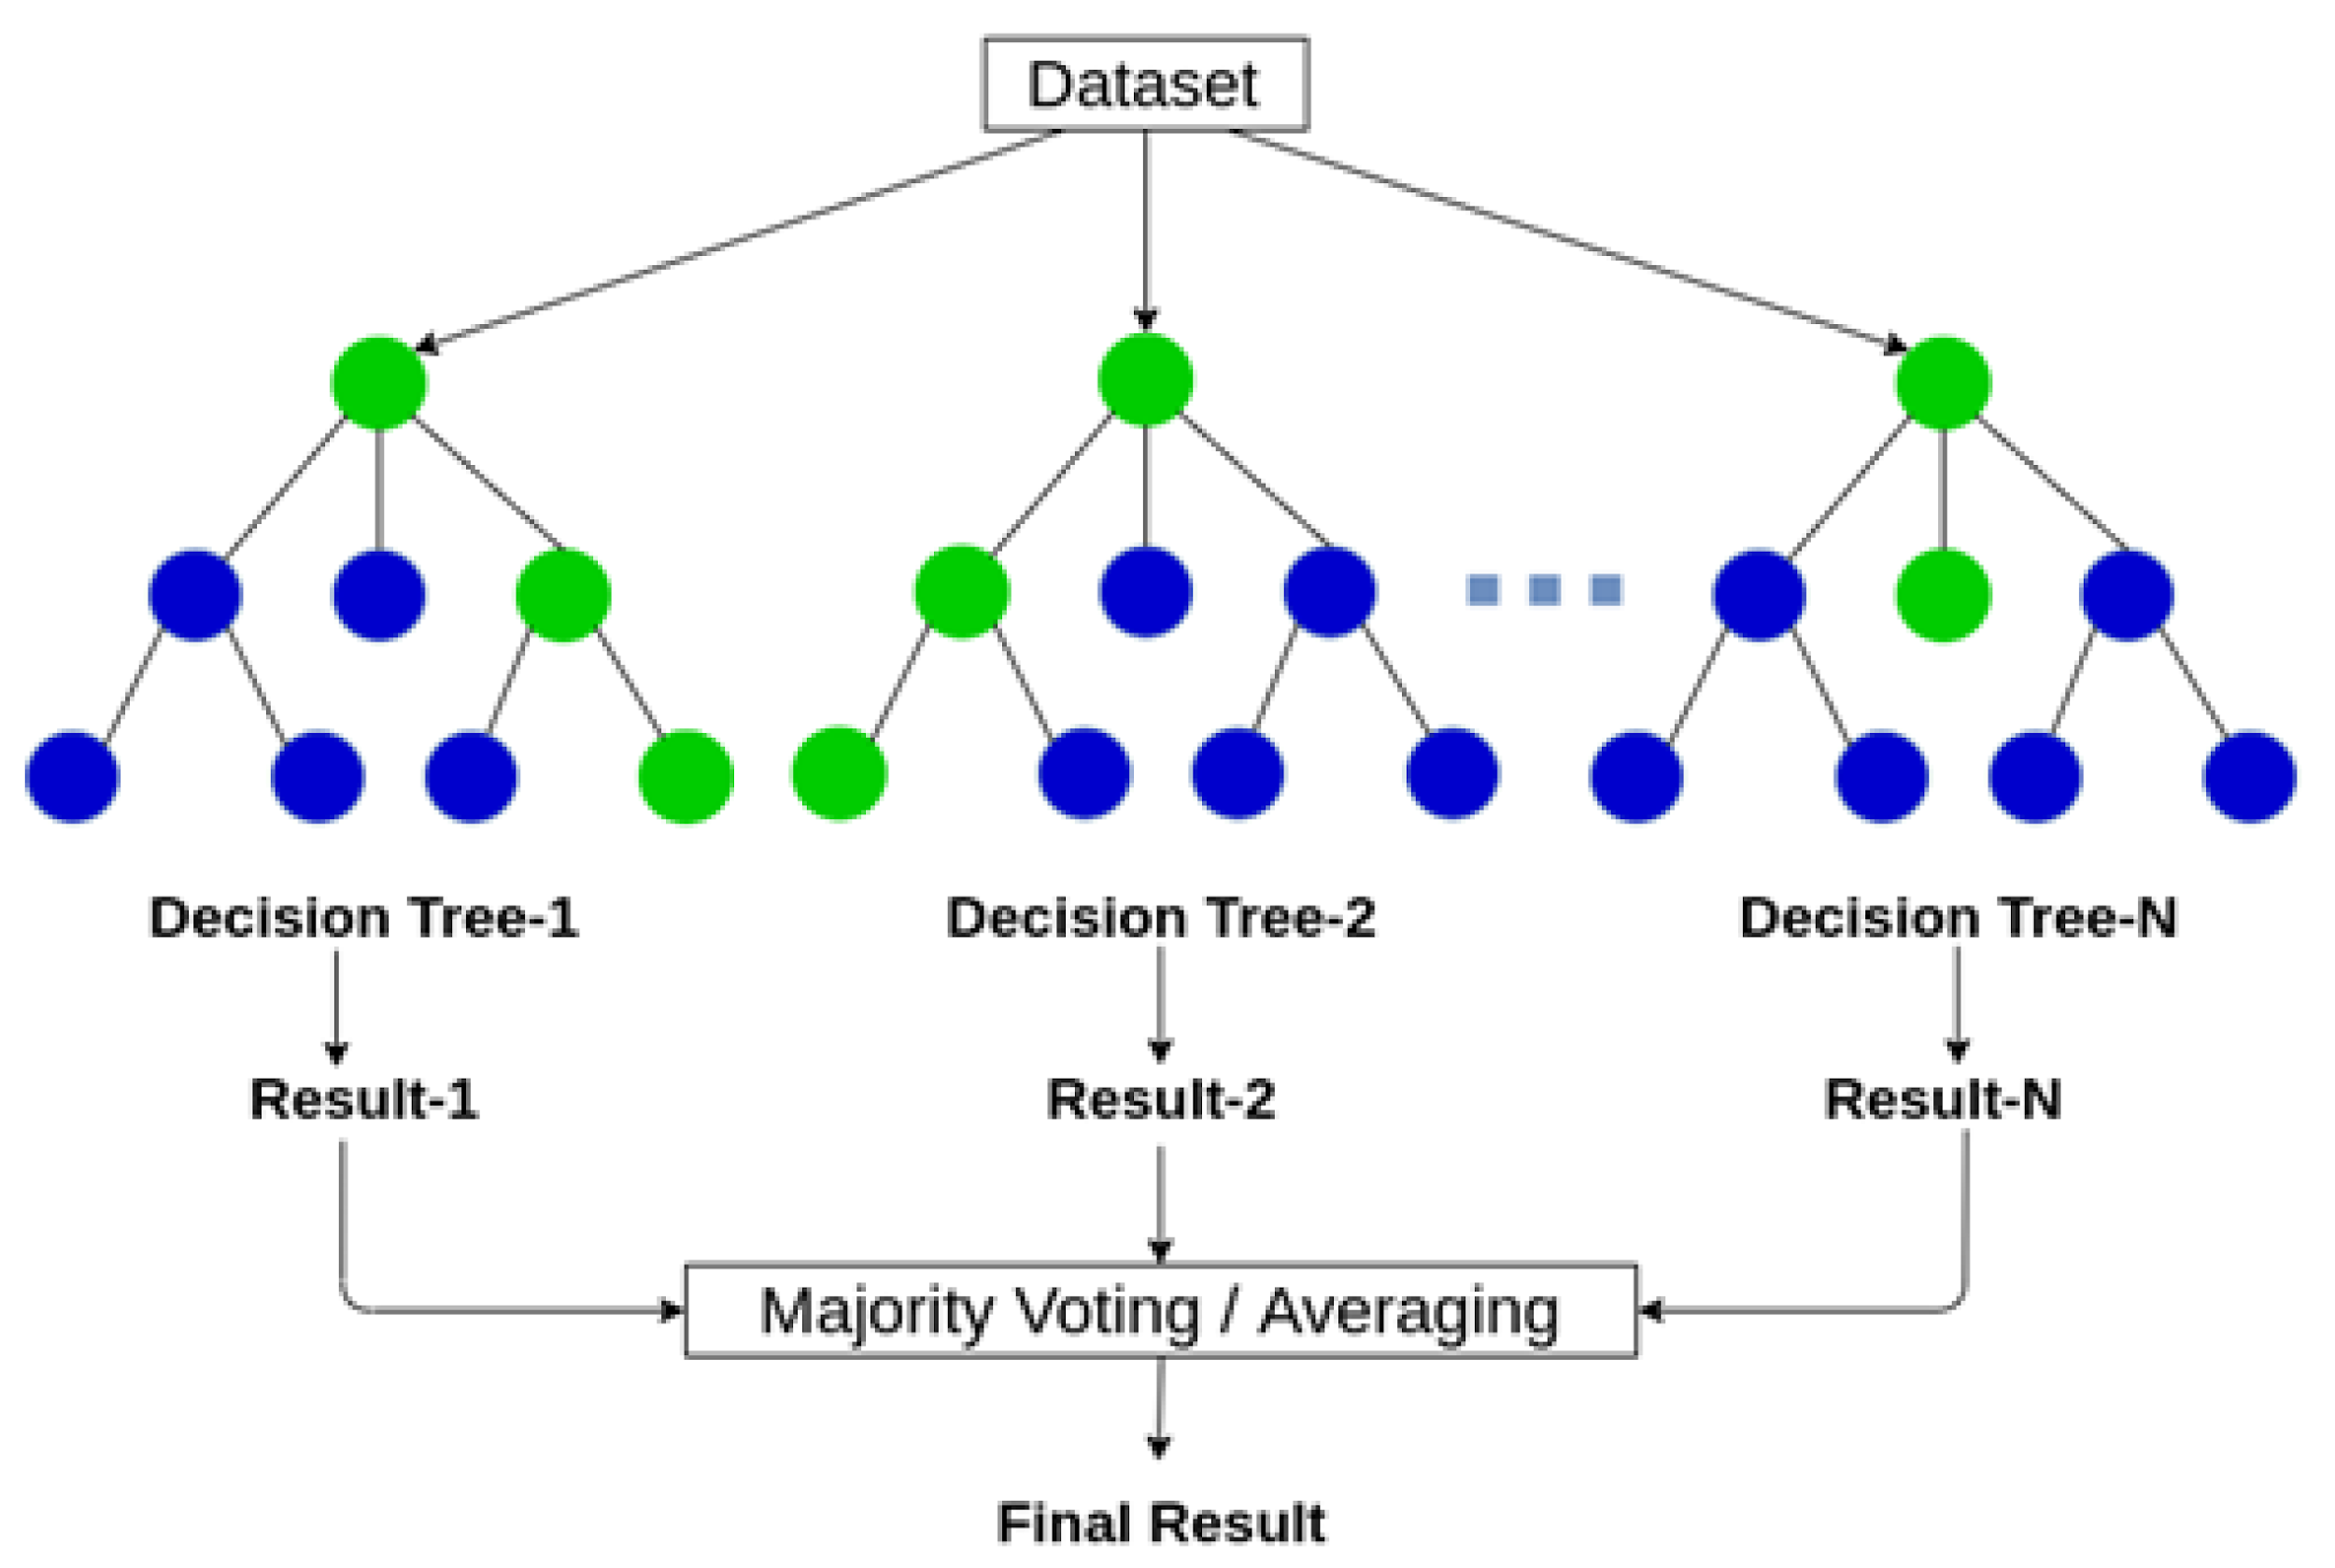 Dataset
Decision Tree-1
Decision Tree-2
Decision Tree-N
Result-1
Result-2
Result-N
Majority Voting / Averaging
Final Result